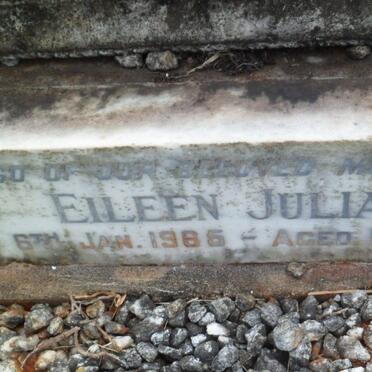 OF OUR BELOVED
EILEEN JULIA
6TH JAN. 1986 - AGED